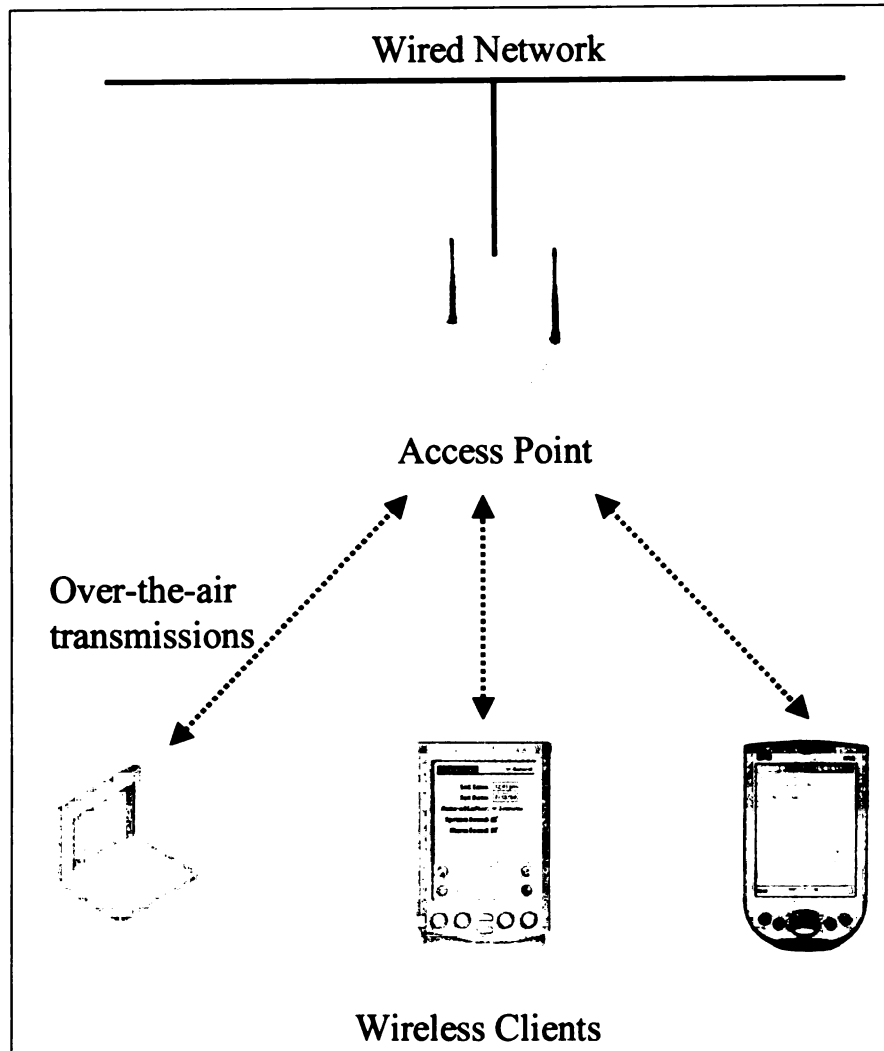 Wired Network
Access Point
Over-the-air
transmissions
Wireless Clients